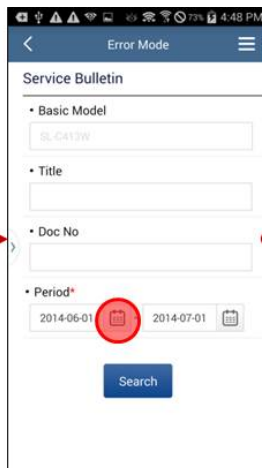 73% 4:48 PM
Error Mode
Service Bulletin
• Basic Model
SL-C413W
• Title
• Doc No
• Period*
2014-06-01 - 2014-07-01
Search